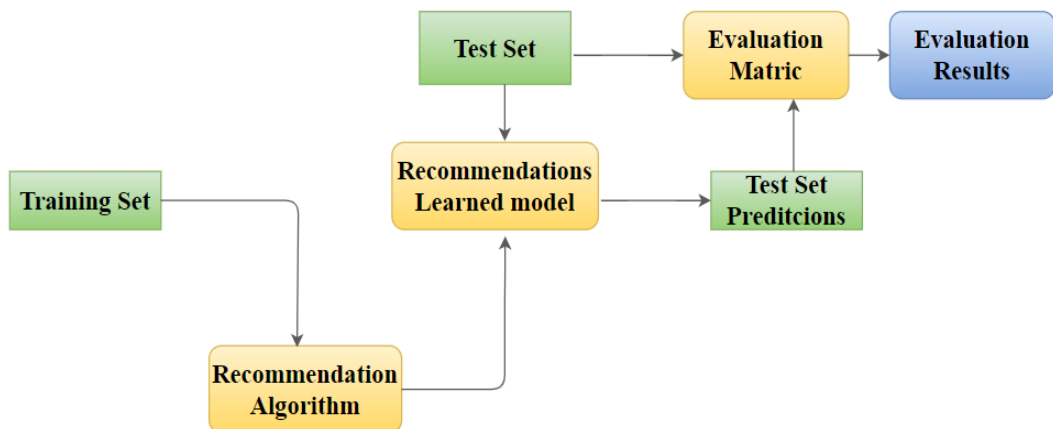 Test Set
Evaluation
Matric
Evaluation
Results
Recommendations
Learned model
Training Set
Test Set
Preditcions
Recommendation
Algorithm